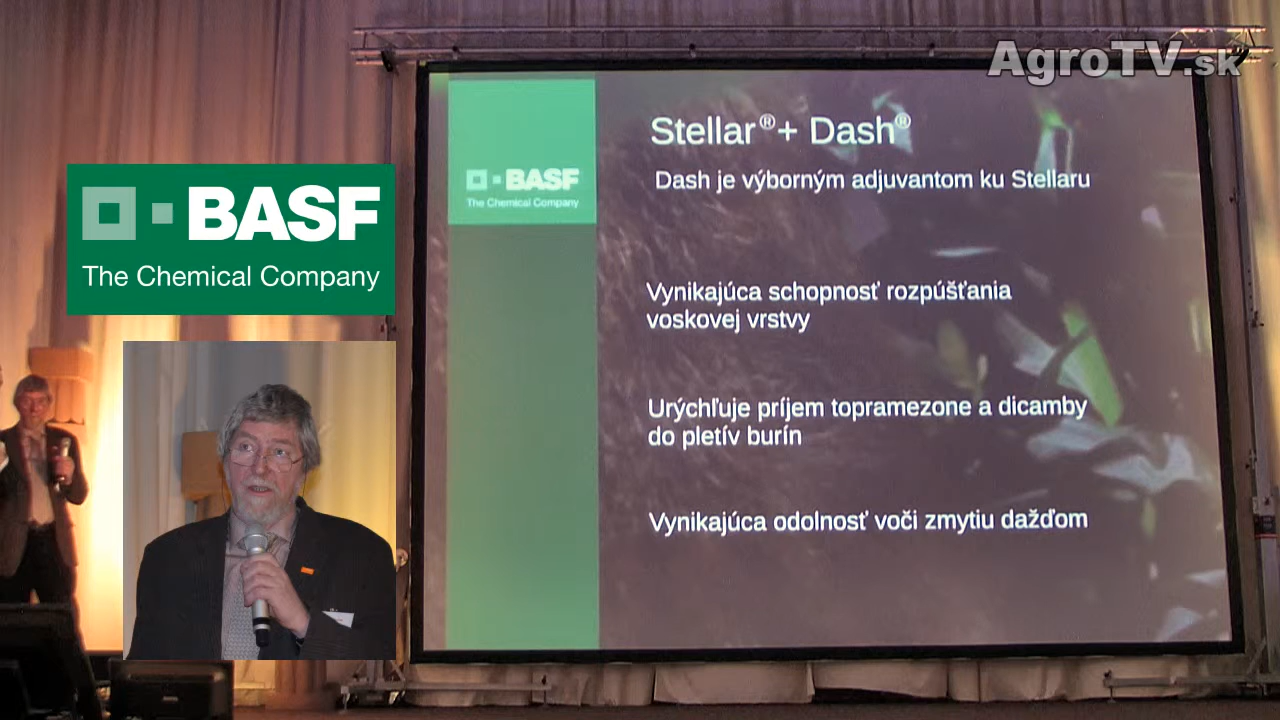 AgroTV.sk
BASF
The Chemical Company
BASF
The Chemical Company
Stellar®+ Dash®
Dash je výborným adjuvantom ku Stellaru
Vynikajúca schopnosť rozpúšťania
voskovej vrstvy
Urýchľuje príjem topramezone a dicamby
do pletív burín
Vynikajúca odolnosť voči zmytiu dažďom